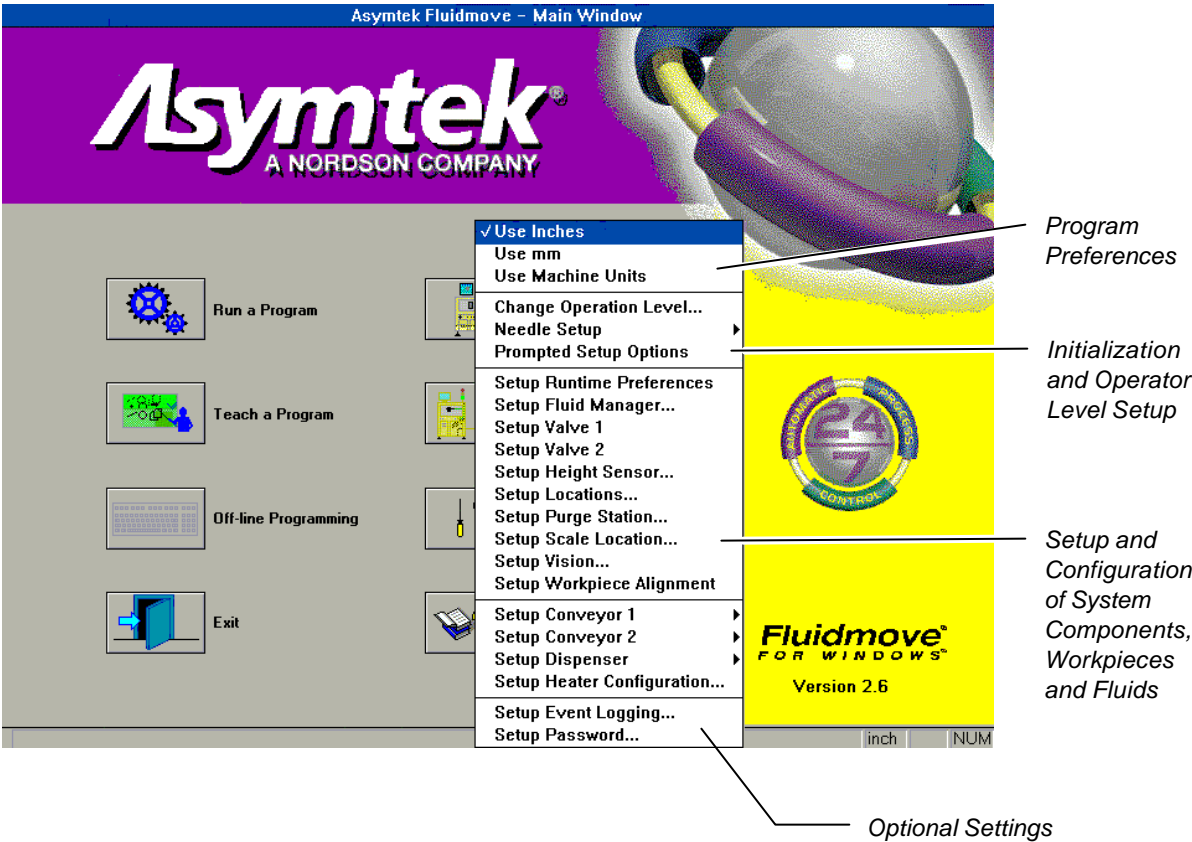 Asymtek Fluidmove – Main Window
Asymtek®
A NORDSON COMPANY
Run a Program
Teach a Program
Off-line Programming
Exit
√ Use Inches
Use mm
Use Machine Units
Change Operation Level...
Needle Setup
Prompted Setup Options
Setup Runtime Preferences
Setup Fluid Manager...
Setup Valve 1
Setup Valve 2
Setup Height Sensor...
Setup Locations...
Setup Purge Station...
Setup Scale Location...
Setup Vision...
Setup Workpiece Alignment
Setup Conveyor 1
Setup Conveyor 2
Setup Dispenser
Setup Heater Configuration...
Setup Event Logging...
Setup Password...
AUTOMATIC
PROCESS
CONTROL
24
7
Fluidmove®
FOR WINDOWS
Version 2.6
inch
NUM
Program
Preferences
Initialization
and Operator
Level Setup
Setup and
Configuration
of System
Components,
Workpieces
and Fluids
Optional Settings